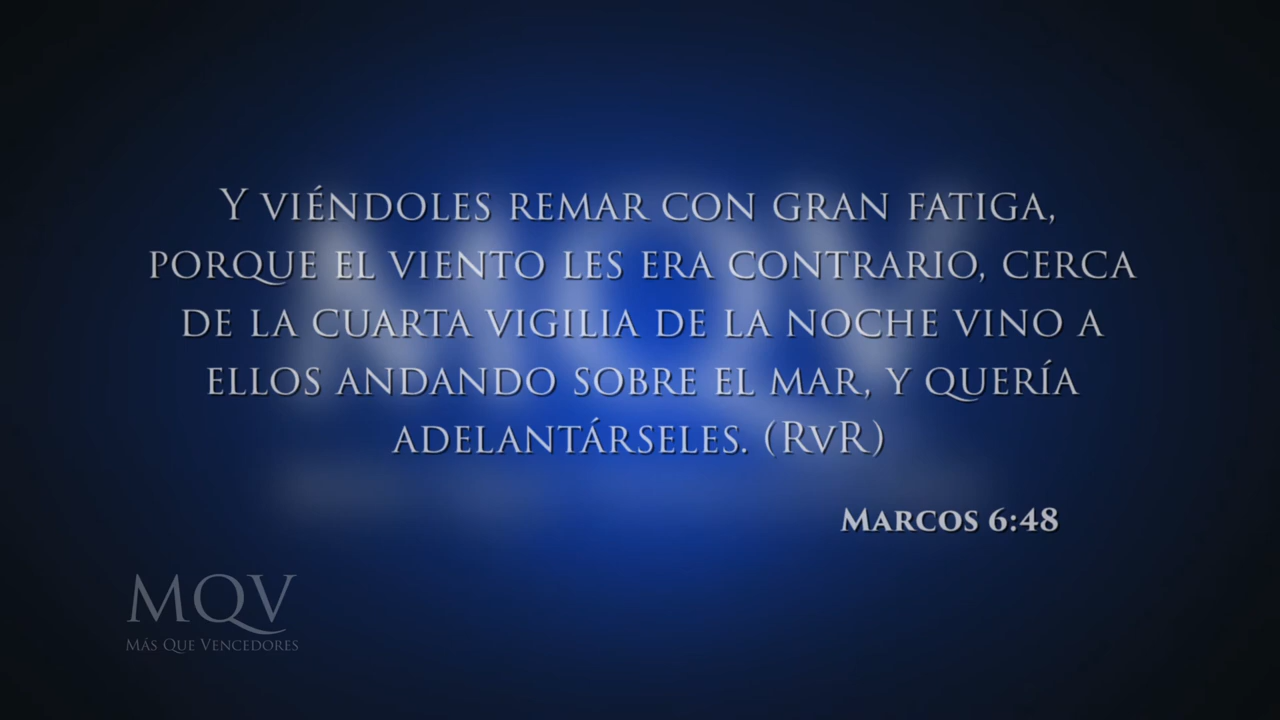 Y viéndoles remar con gran fatiga,
porque el viento les era contrario, cerca
de la cuarta vigilia de la noche vino a
ellos andando sobre el mar, y quería
adelantárseles. (RvR)
Marcos 6:48
MQV
Más Que Vencedores